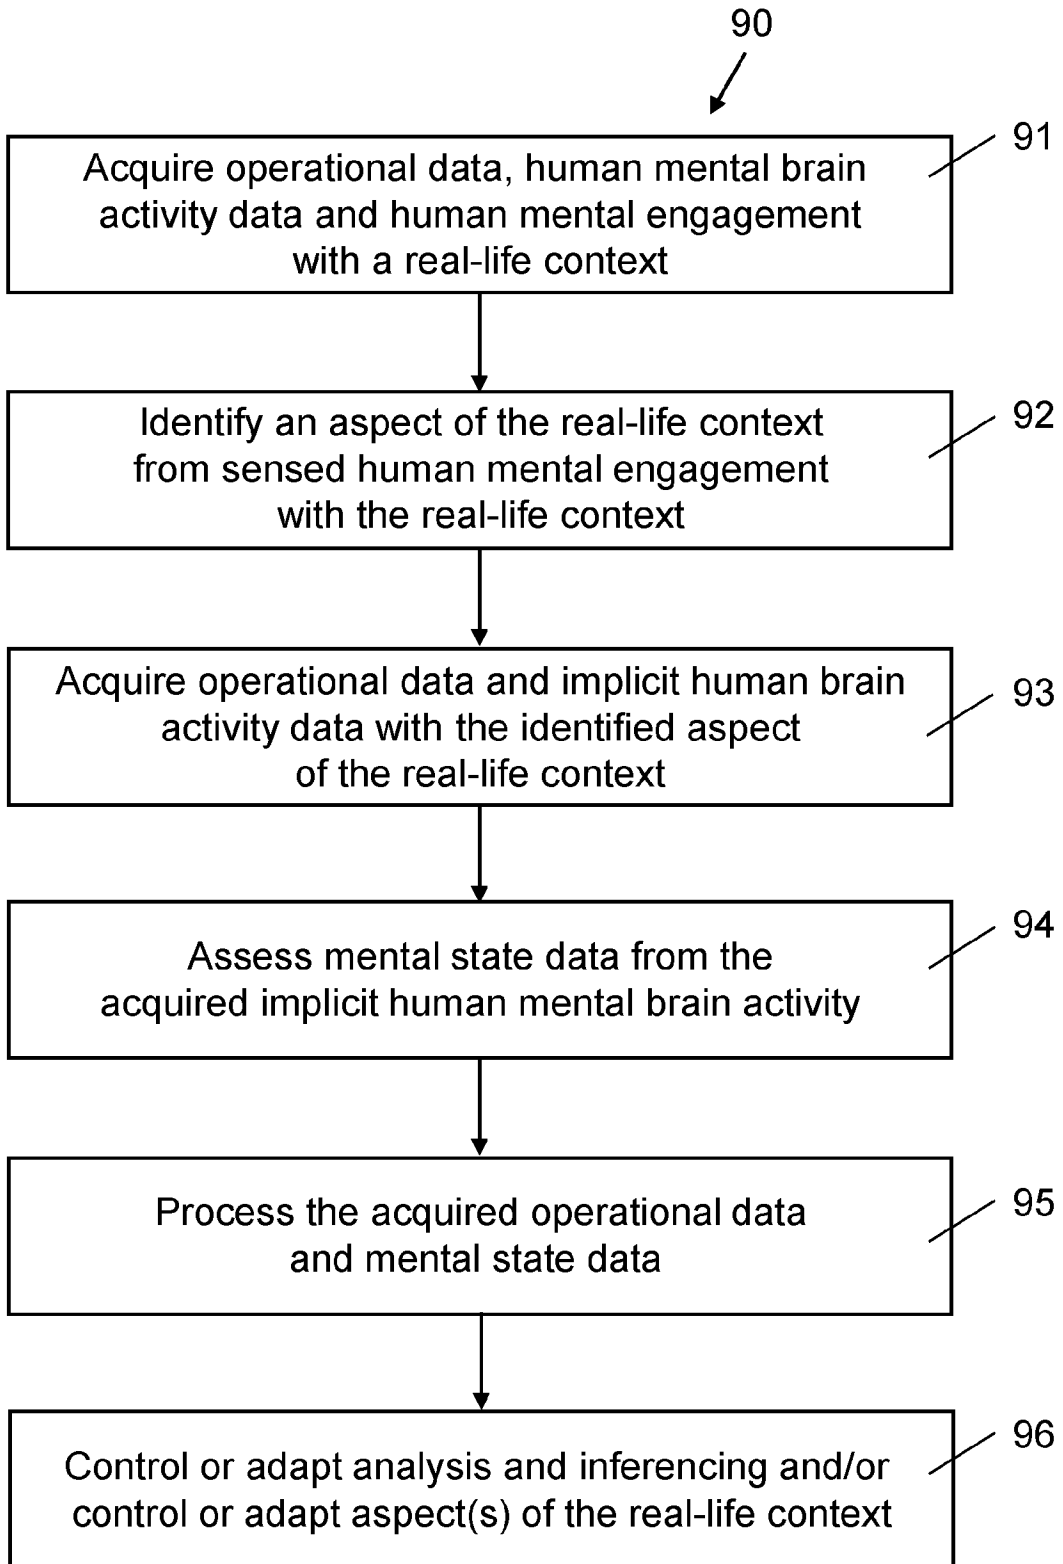 90
91
Acquire operational data, human mental brain
activity data and human mental engagement
with a real-life context
92
Identify an aspect of the real-life context
from sensed human mental engagement
with the real-life context
93
Acquire operational data and implicit human brain
activity data with the identified aspect
of the real-life context
94
Assess mental state data from the
acquired implicit human mental brain activity
95
Process the acquired operational data
and mental state data
96
Control or adapt analysis and inferencing and/or
control or adapt aspect(s) of the real-life context